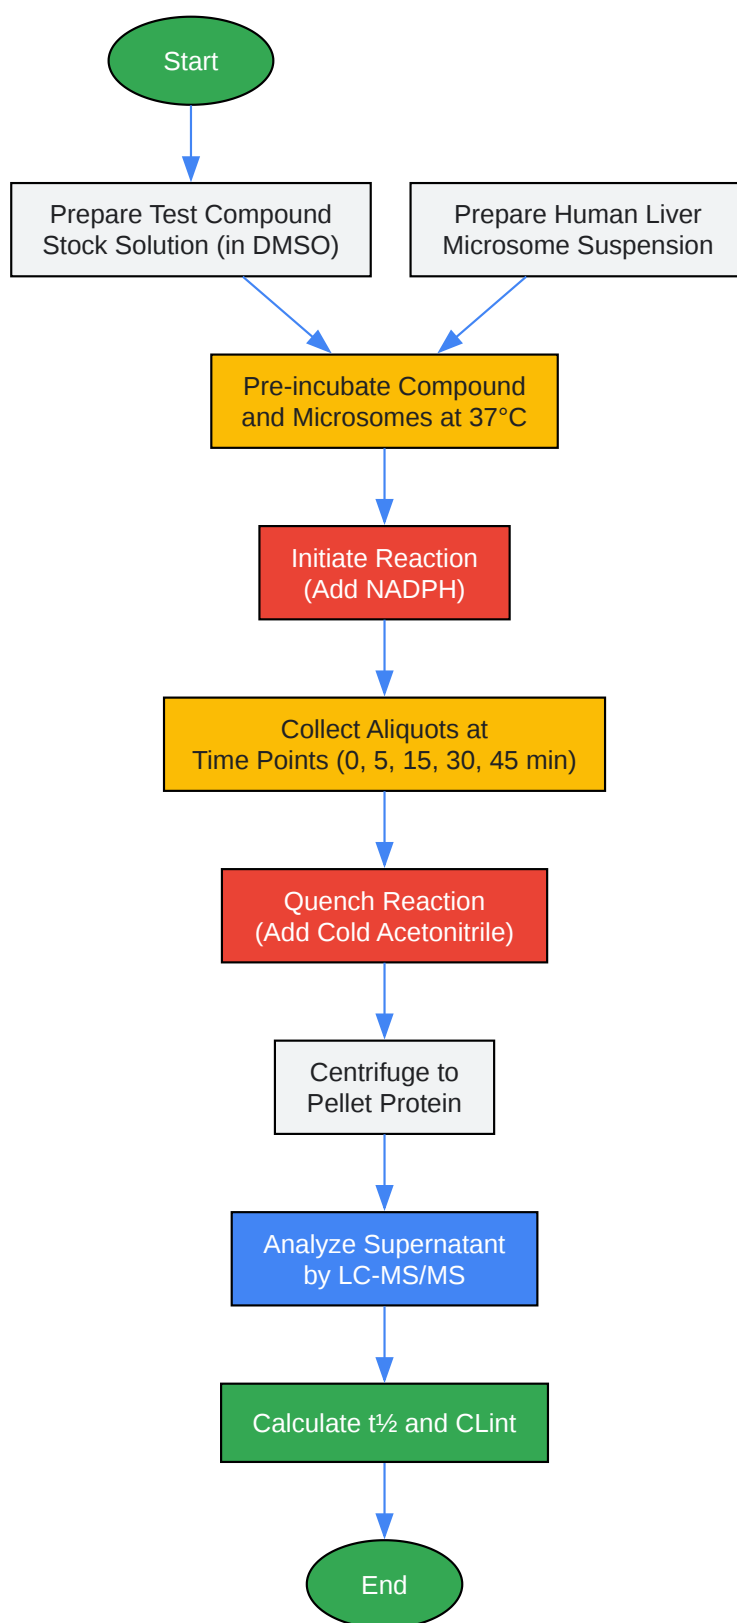 Start
Prepare Test Compound
Stock Solution (in DMSO)
Prepare Human Liver
Microsome Suspension
Pre-incubate Compound
and Microsomes at 37°C
Initiate Reaction
(Add NADPH)
Collect Aliquots at
Time Points (0, 5, 15, 30, 45 min)
Quench Reaction
(Add Cold Acetonitrile)
Centrifuge to
Pellet Protein
Analyze Supernatant
by LC-MS/MS
Calculate t½ and CLint
End